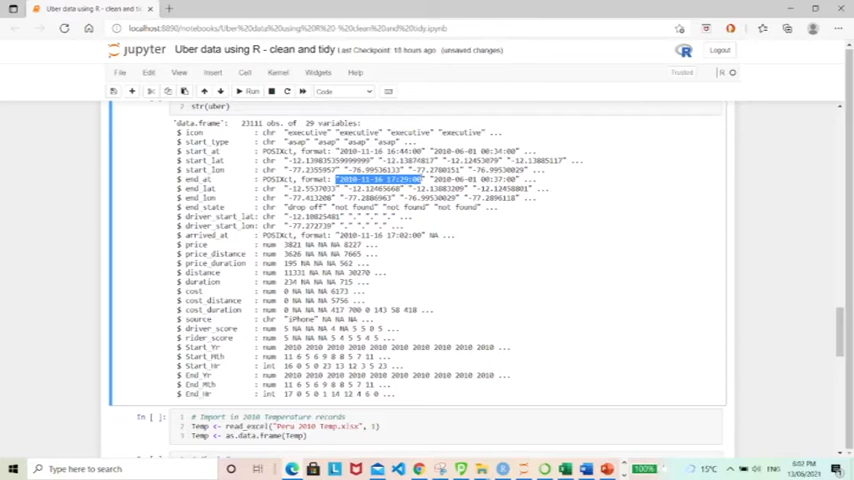 Uber data using R - clean and tidy
localhost:8890/notebooks/Uber%20data%20using%20R%20-%20clean%20and%20tidy.ipynb
jupyter Uber data using R - clean and tidy Last Checkpoint: 18 hours ago (unsaved changes)
R Logout
File Edit View Insert Cell Kernel Widgets Help
Trusted R
Run Code
2 str(uber)
'data.frame': 23111 obs. of 29 variables:
$ icon : chr "executive" "executive" "executive" "executive" ...
$ start_type : chr "asap" "asap" "asap" "asap" ...
$ start_at : POSIXct, format: "2010-11-16 16:44:00" "2010-06-01 00:34:00" ...
$ start_lat : chr "-12.139835359999999" "-12.13874817" "-12.12453079" "-12.13885117" ...
$ start_lon : chr "-77.2355957" "-76.99536133" "-77.2780151" "-76.99530029" ...
$ end_at : POSIXct, format: "2010-11-16 17:29:00" "2010-06-01 00:37:00" ...
$ end_lat : chr "-12.5537033" "-12.12465668" "-12.13883209" "-12.12458801" ...
$ end_lon : chr "-77.413208" "-77.2886963" "-76.99530029" "-77.2896118" ...
$ end_state : chr "drop off" "not found" "not found" "not found" ...
$ driver_start_lat: chr "-12.10825481" "." "." "." ...
$ driver_start_lon: chr "-77.272739" "." "." "." ...
$ arrived_at : POSIXct, format: "2010-11-16 17:02:00" NA ...
$ price : num 3821 NA NA NA 8227 ...
$ price_distance : num 3626 NA NA NA 7665 ...
$ price_duration : num 195 NA NA NA 562 ...
$ distance : num 11331 NA NA NA 30270 ...
$ duration : num 234 NA NA NA 715 ...
$ cost : num 0 NA NA NA 6173 ...
$ cost_distance : num 0 NA NA NA 5756 ...
$ cost_duration : num 0 NA NA NA 417 700 0 143 58 418 ...
$ source : chr "iPhone" NA NA NA ...
$ driver_score : num 5 NA NA NA 4 NA 5 5 0 5 ...
$ rider_score : num 5 NA NA NA 5 4 5 5 4 5 ...
$ Start_Yr : num 2010 2010 2010 2010 2010 2010 2010 2010 2010 2010 ...
$ Start_Mth : num 11 6 5 6 9 8 8 5 7 11 ...
$ Start_Hr : int 16 0 5 0 23 13 12 3 5 23 ...
$ End_Yr : num 2010 2010 2010 2010 2010 2010 2010 2010 2010 2010 ...
$ End_Mth : num 11 6 5 6 9 8 8 5 7 11 ...
$ End_Hr : int 17 0 5 0 1 14 12 4 6 0 ...
In [ ]: 1 # Import in 2010 Temperature records
2 Temp <- read_excel("Peru 2010 Temp.xlsx", 1)
3 Temp <- as.data.frame(Temp)
Type here to search
100% 15°C ENG 6:02 PM
13/06/2021